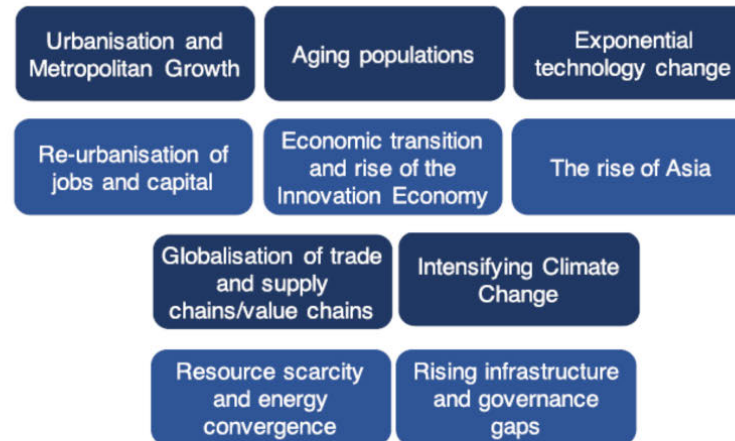 Urbanisation and
Metropolitan Growth
Aging populations
Exponential
technology change
Re-urbanisation of
jobs and capital
Economic transition
and rise of the
Innovation Economy
The rise of Asia
Globalisation of trade
and supply
chains/value chains
Intensifying Climate
Change
Resource scarcity
and energy
convergence
Rising infrastructure
and governance
gaps